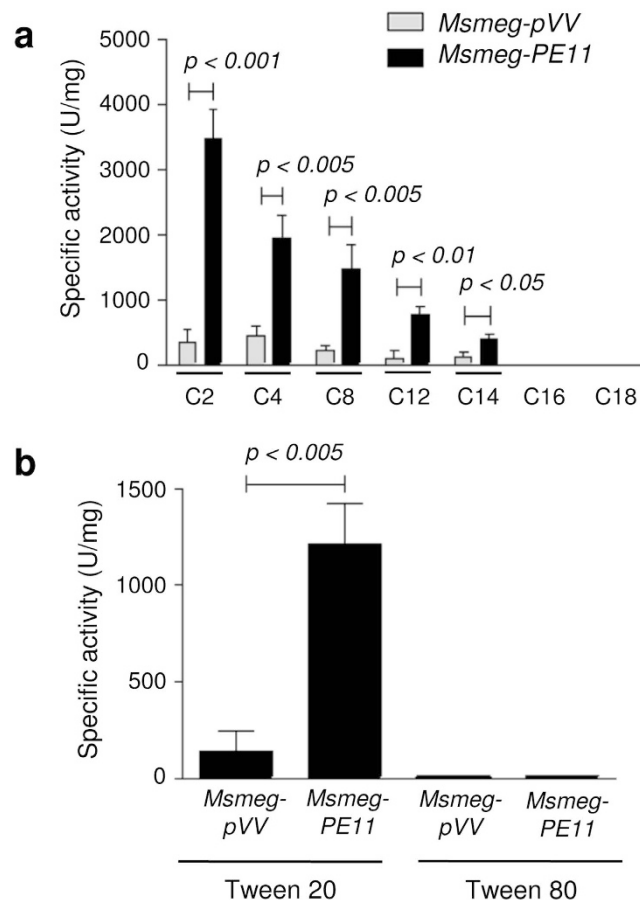 a
Msmeg-pVV
Msmeg-PE11
Specific activity (U/mg)
5000
4000
3000
2000
1000
0
p < 0.001
p < 0.005
p < 0.005
p < 0.01
p < 0.05
C2 C4 C8 C12 C14 C16 C18
b
Specific activity (U/mg)
1500
1000
500
0
p < 0.005
Msmeg- Msmeg- Msmeg- Msmeg-
pVV PE11 pVV PE11
Tween 20 Tween 80